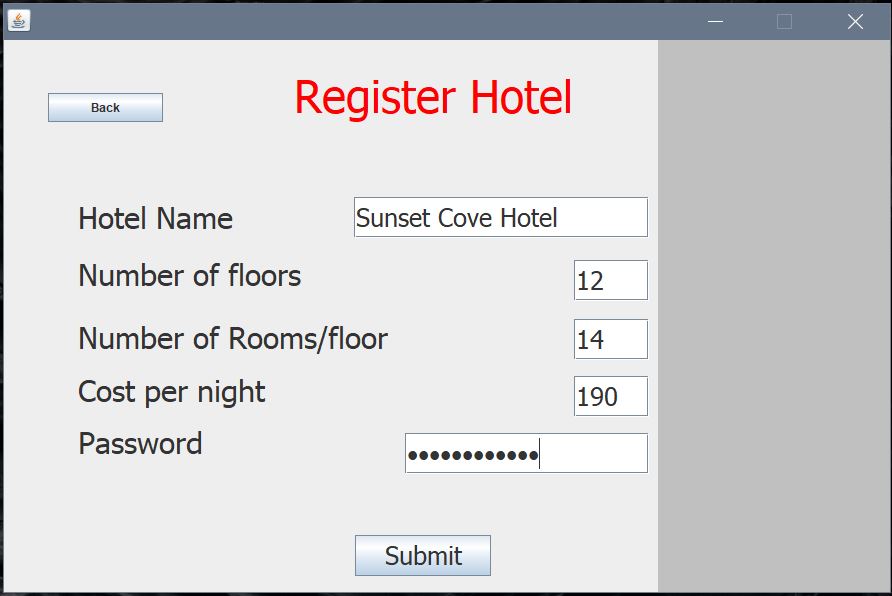 Back
Register Hotel
Hotel Name
Sunset Cove Hotel
Number of floors
12
Number of Rooms/floor
14
Cost per night
190
Password
••••••••••••
Submit